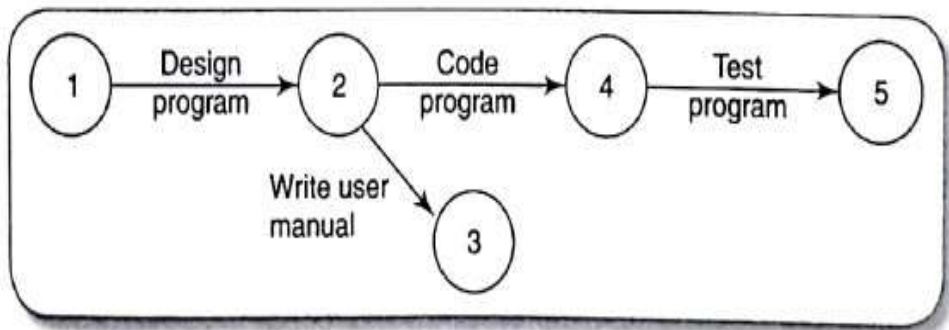 1
Design
program
2
Code
program
4
Test
program
5
Write user
manual
3